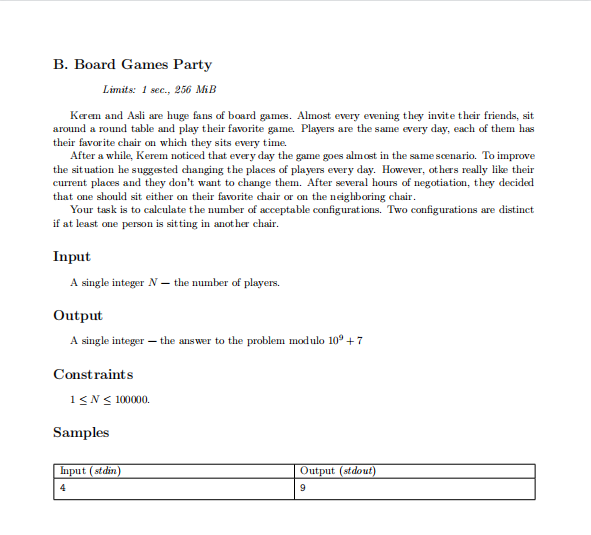 B. Board Games Party
Limits: 1 sec., 256 MiB
Kerem and Asli are huge fans of board games. Almost every evening they invite their friends, sit
around a round table and play their favorite game. Players are the same every day, each of them has
their favorite chair on which they sits every time.
After a while, Kerem noticed that every day the game goes almost in the same scenario. To improve
the situation he suggested changing the places of players every day. However, others really like their
current places and they don't want to change them. After several hours of negotiation, they decided
that one should sit either on their favorite chair or on the neighboring chair.
Your task is to calculate the number of acceptable configurations. Two configurations are distinct
if at least one person is sitting in another chair.
Input
A single integer N — the number of players.
Output
A single integer — the answer to the problem modulo 10⁹ + 7
Constraints
1 ≤ N ≤ 100000.
Samples
Input (stdin) Output (stdout)
4 9